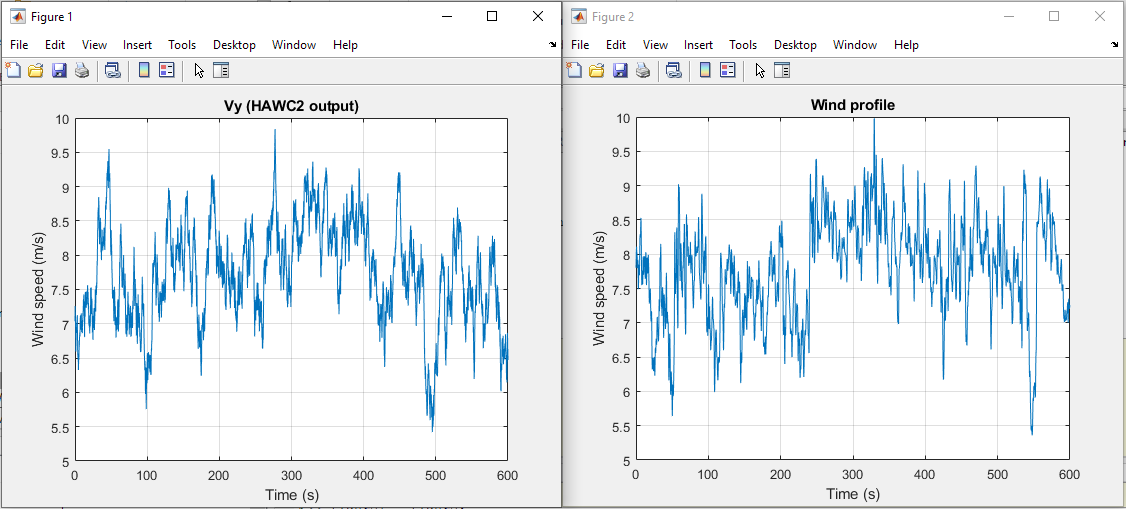 Figure 1
File Edit View Insert Tools Desktop Window Help
Vy (HAWC2 output)
10
9.5
9
8.5
8
7.5
7
6.5
6
5.5
5
Wind speed (m/s)
0 100 200 300 400 500 600
Time (s)
Figure 2
File Edit View Insert Tools Desktop Window Help
Wind profile
10
9.5
9
8.5
8
7.5
7
6.5
6
5.5
5
Wind speed (m/s)
0 100 200 300 400 500 600
Time (s)